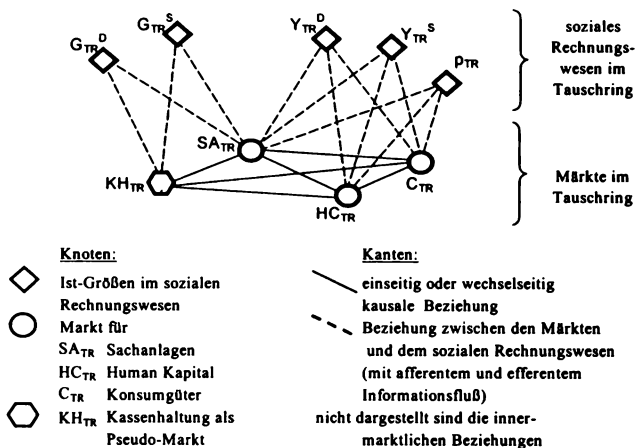 G_TR^D
G_TR^S
Y_TR^D
Y_TR^S
p_TR
soziales
Rechnungs-
wesen im
Tauschring
SA_TR
KH_TR
HC_TR
C_TR
Märkte im
Tauschring
Knoten:
Ist-Größen im sozialen
Rechnungswesen
Markt für
SA_TR Sachanlagen
HC_TR Human Kapital
C_TR Konsumgüter
KH_TR Kassenhaltung als
Pseudo-Markt
Kanten:
einseitig oder wechselseitig
kausale Beziehung
Beziehung zwischen den Märkten
und dem sozialen Rechnungswesen
(mit afferentem und efferentem
Informationsfluß)
nicht dargestellt sind die inner-
marktlichen Beziehungen